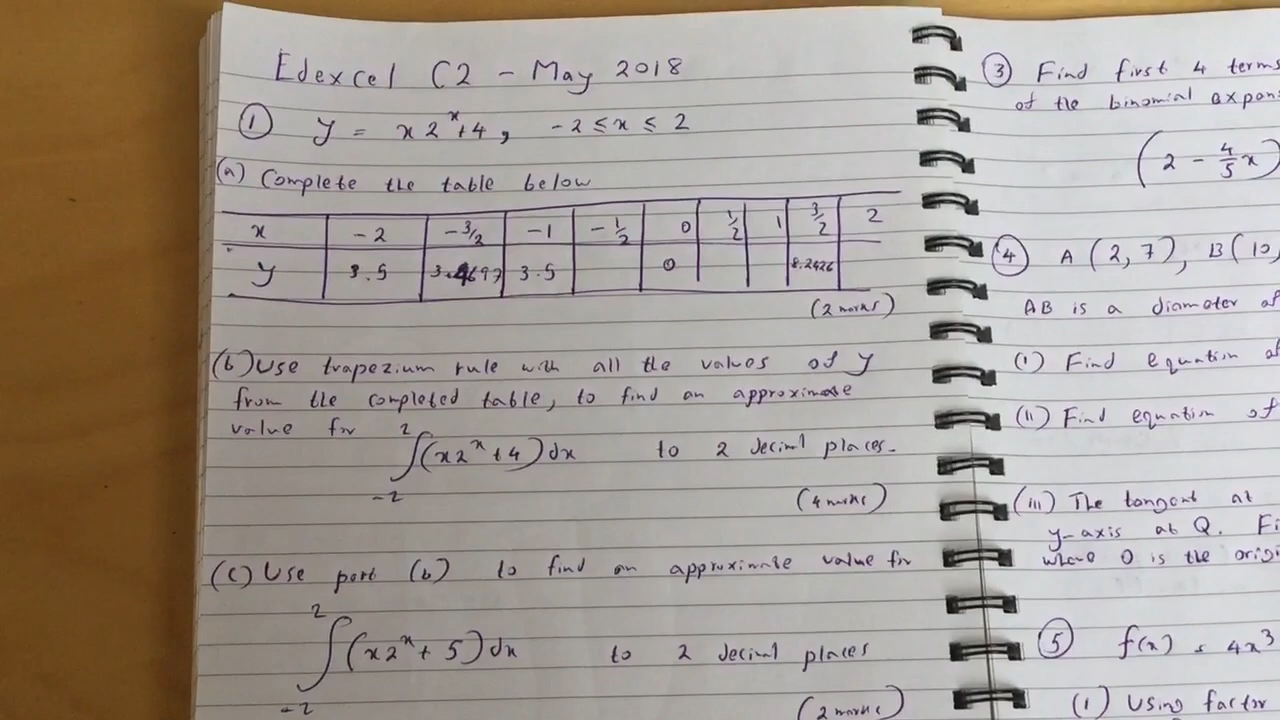 Edexcel C2 - May 2018
① y = x2^x+4, -2 ≤ x ≤ 2
(a) Complete the table below
x -2 -3/2 -1 -1/2 0 1/2 1 3/2 2
y 3.5 3.4697 3.5 0 8.2426
(2 marks)
(b) Use trapezium rule with all the values of y
from the completed table, to find an approximate
value for
∫_{-2}^{2} (x2^x+4) dx to 2 decimal places.
(4 marks)
(c) Use part (b) to find an approximate value for
∫_{-2}^{2} (x2^x + 5) dx to 2 decimal places
(2 marks)
③ Find first 4 terms
of the binomial expans
(2 - 4/5 x)
④ A (2, 7), B(10,
AB is a diameter of
(i) Find equation of
(ii) Find equation of
(iii) The tangent at
y-axis at Q. Fi
where O is the origi
⑤ f(x) = 4x³
(i) Using factor